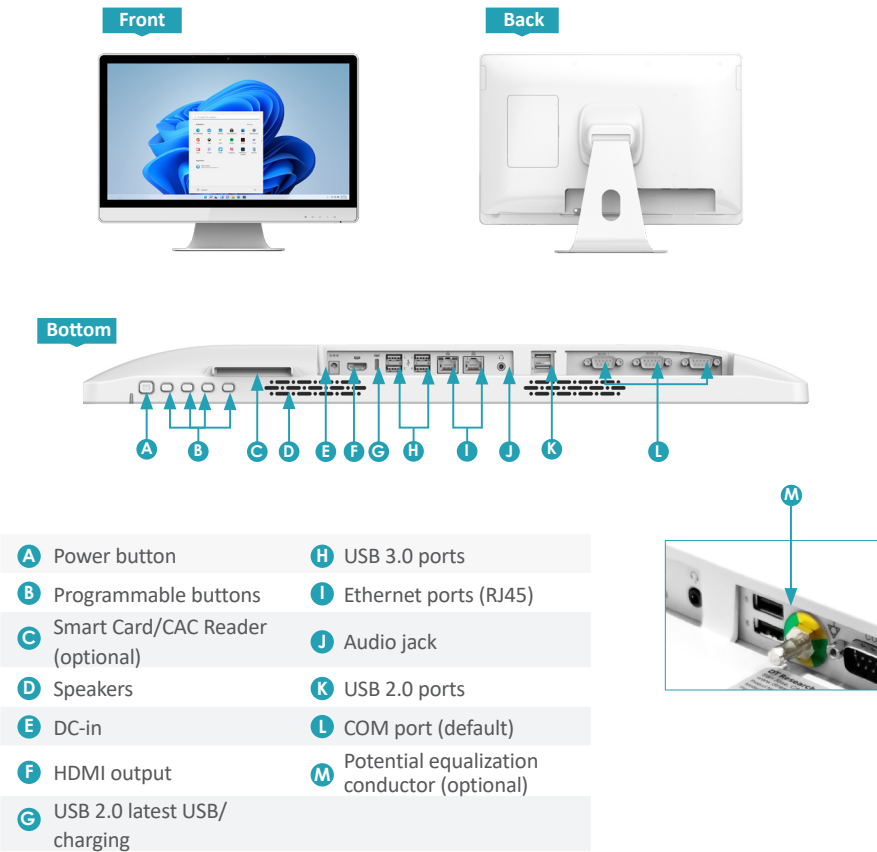 Front
Back
Bottom
A
B
C
D
E
F
G
H
I
J
K
L
M
A Power button
H USB 3.0 ports
B Programmable buttons
I Ethernet ports (RJ45)
C Smart Card/CAC Reader
(optional)
J Audio jack
D Speakers
K USB 2.0 ports
E DC-in
L COM port (default)
F HDMI output
M Potential equalization
conductor (optional)
G USB 2.0 latest USB/
charging
DT Research